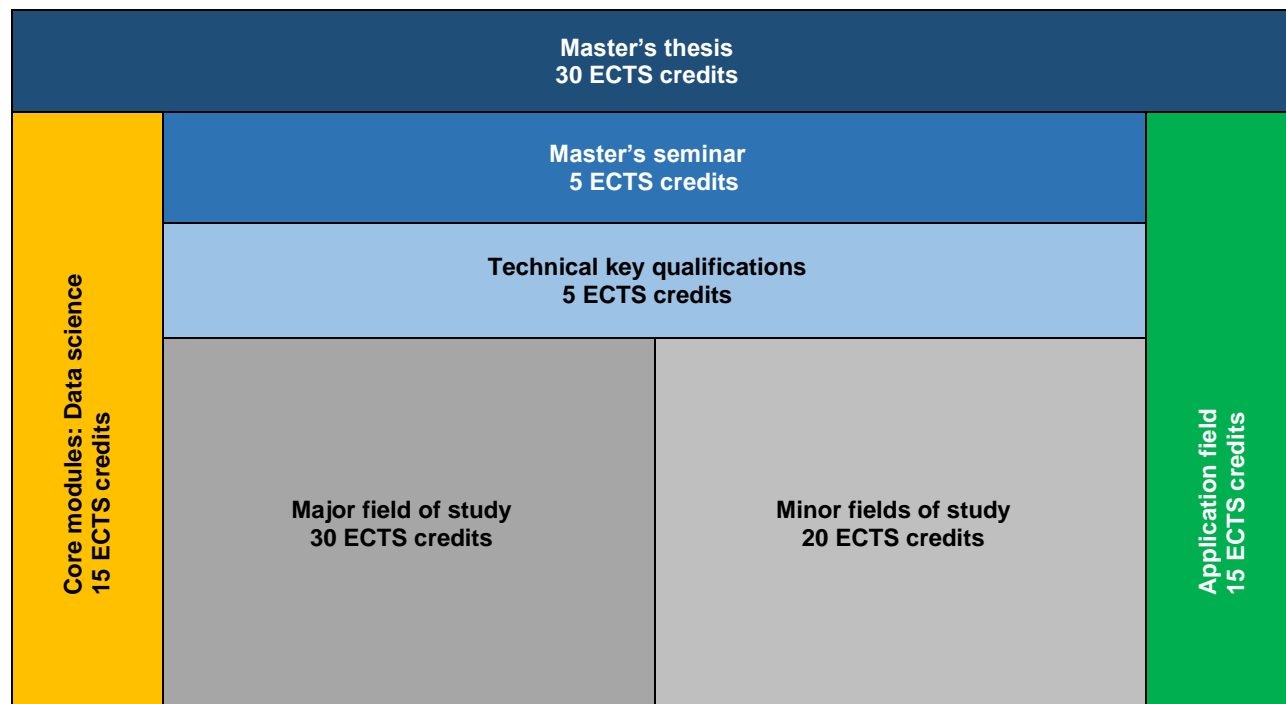 Master's thesis
30 ECTS credits
Master's seminar
5 ECTS credits
Technical key qualifications
5 ECTS credits
Core modules: Data science
15 ECTS credits
Major field of study
30 ECTS credits
Minor fields of study
20 ECTS credits
Application field
15 ECTS credits